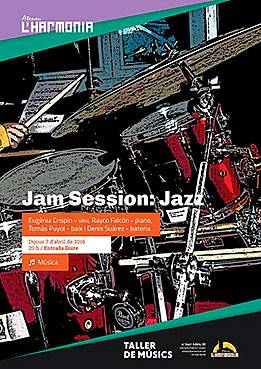 Ateneu
L'HARMONIA
Jam Session: Jazz
Eugènia Crispin - veu, Rayco Falcón - piano,
Tomàs Puyol - baix i Denis Suárez - bateria
Dijous 7 d'abril de 2016
20 h / Entrada lliure
Música
TALLER
DE MÚSICS
L'HARMONIA